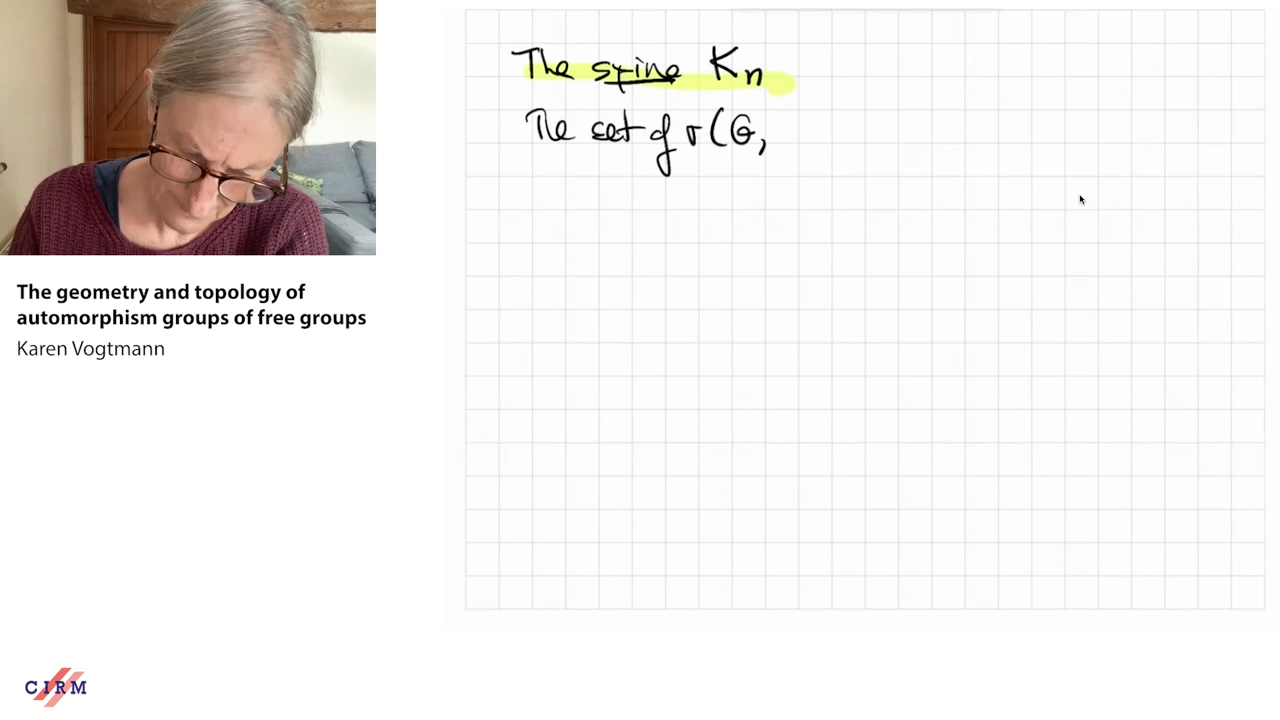 The spine Kn
The set of σ(G,
The geometry and topology of
automorphism groups of free groups
Karen Vogtmann
CIRM